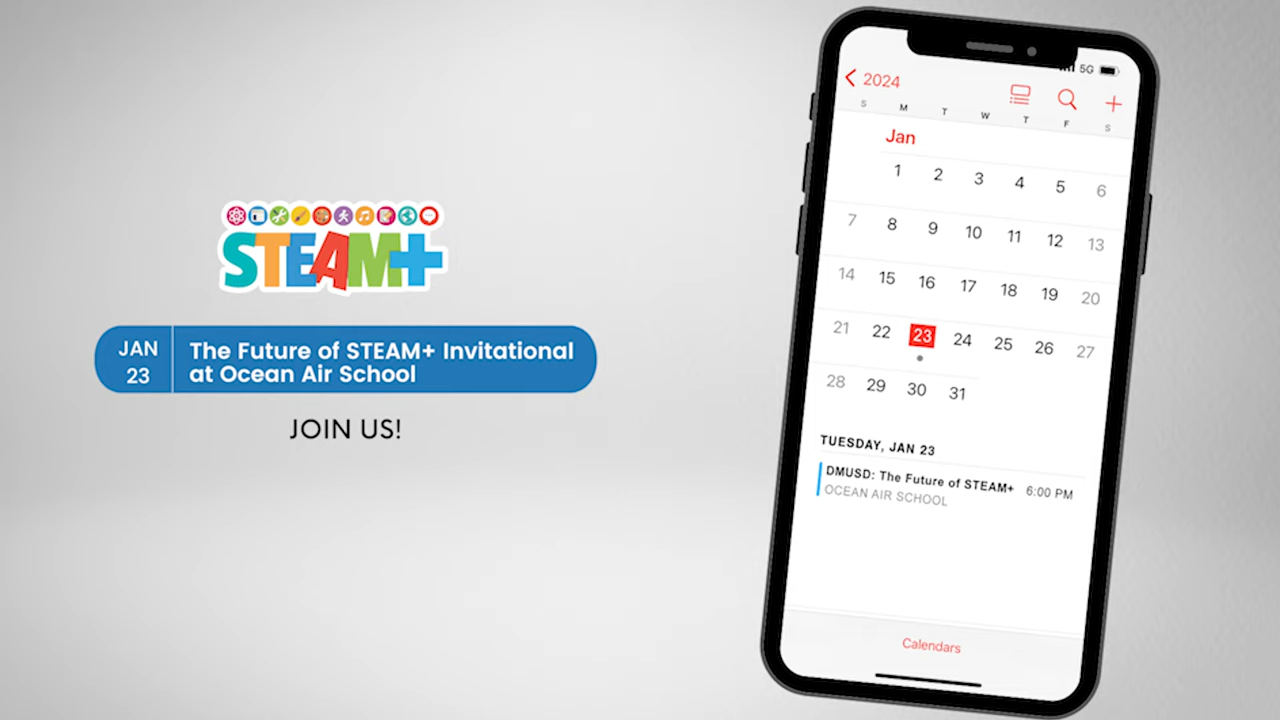 STEAM+
JAN
23
The Future of STEAM+ Invitational
at Ocean Air School
JOIN US!
5G
2024
S M T W T F S
Jan
1 2 3 4 5 6
7 8 9 10 11 12 13
14 15 16 17 18 19 20
21 22 23 24 25 26 27
28 29 30 31
TUESDAY, JAN 23
DMUSD: The Future of STEAM+ 6:00 PM
OCEAN AIR SCHOOL
Calendars